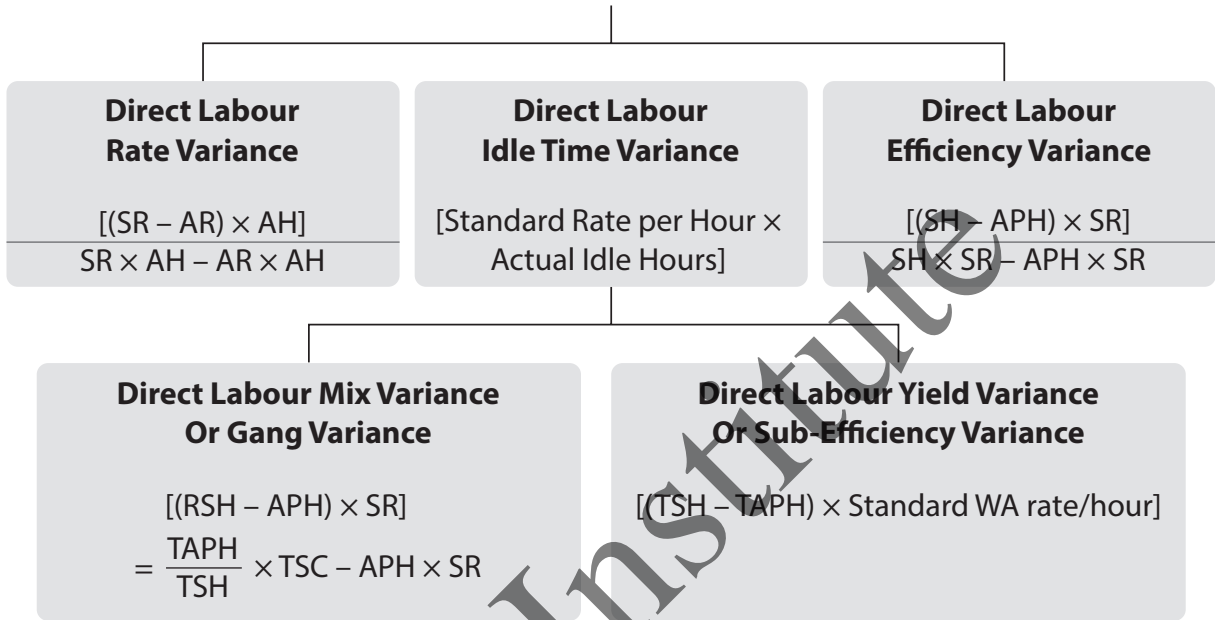 Direct Labour
Rate Variance
[(SR – AR) × AH]
SR × AH – AR × AH
Direct Labour
Idle Time Variance
[Standard Rate per Hour ×
Actual Idle Hours]
Direct Labour
Efficiency Variance
[(SH – APH) × SR]
SH × SR – APH × SR
Direct Labour Mix Variance
Or Gang Variance
[(RSH – APH) × SR]
= TAPH/TSH × TSC – APH × SR
Direct Labour Yield Variance
Or Sub-Efficiency Variance
[(TSH – TAPH) × Standard WA rate/hour]
Institute